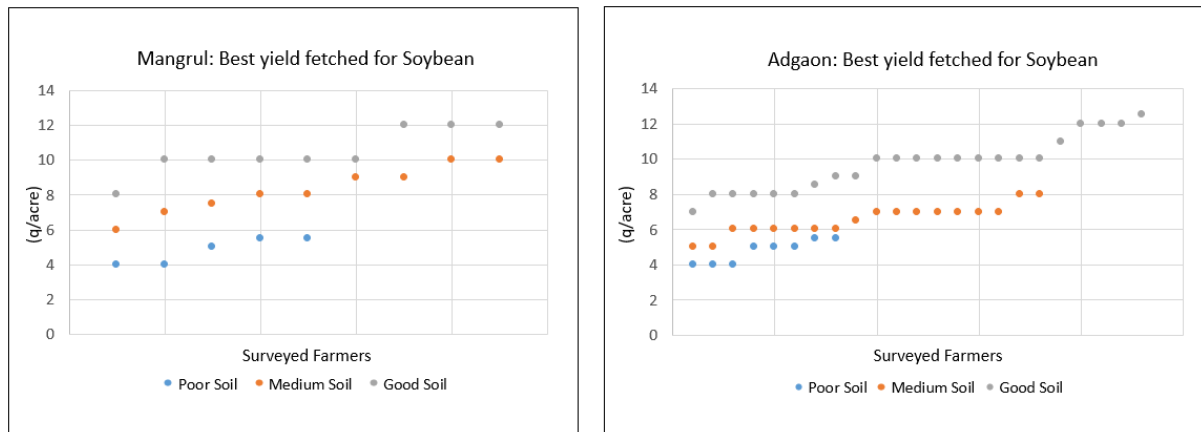 Mangrul: Best yield fetched for Soybean
14
12
10
8
6
4
2
0
(q/acre)
Surveyed Farmers
Poor Soil Medium Soil Good Soil
Adgaon: Best yield fetched for Soybean
14
12
10
8
6
4
2
0
(q/acre)
Surveyed Farmers
Poor Soil Medium Soil Good Soil